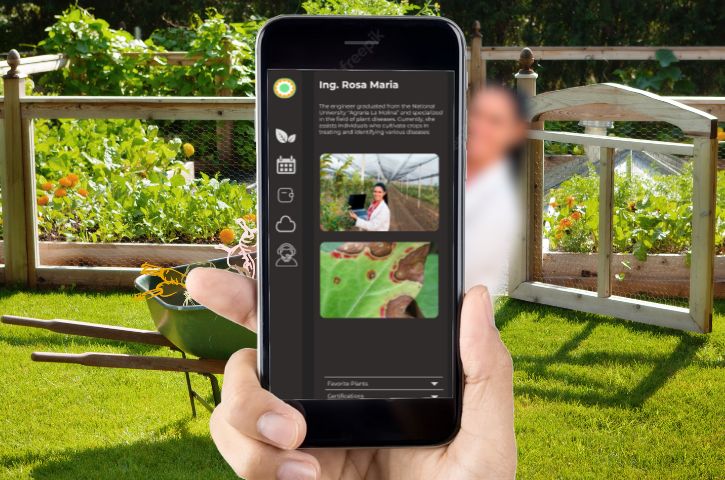 freepik
Ing. Rosa Maria
The engineer graduated from the National
University "Agraria La Molina" and specialized
in the field of plant diseases. Currently, she
assists individuals who cultivate crops in
treating and identifying various diseases
Favorite Plants
Certifications